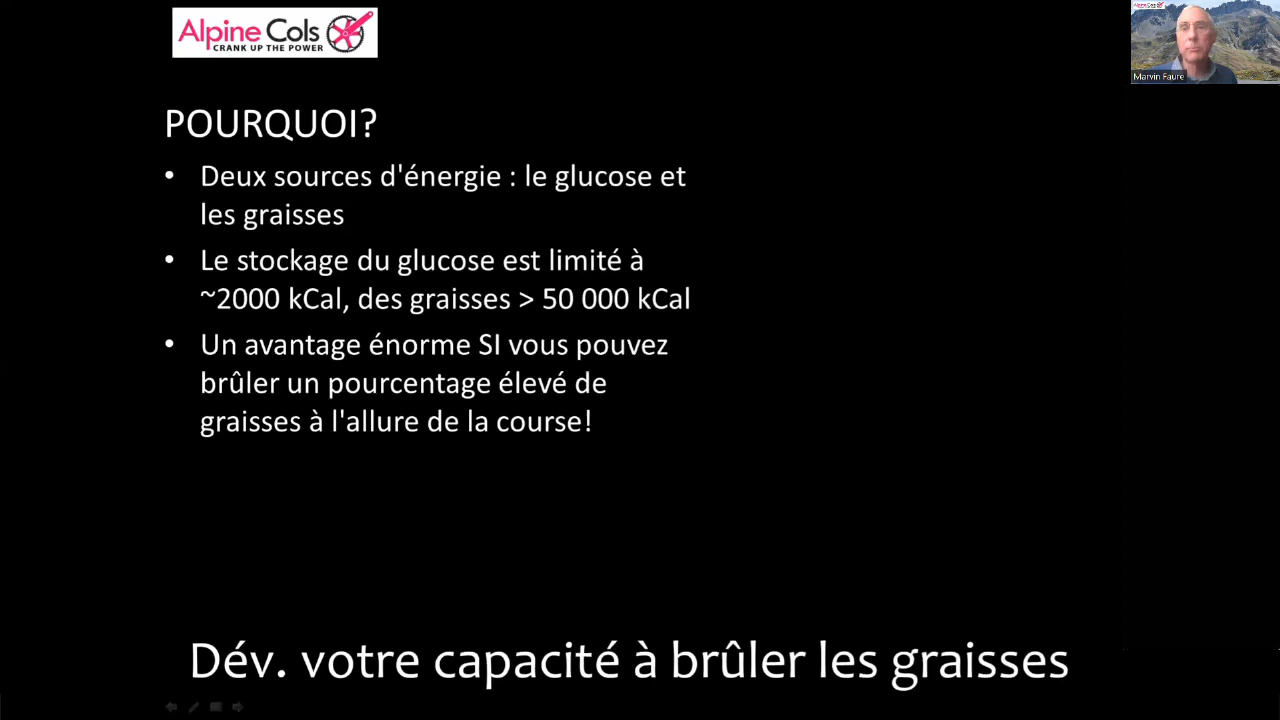 Alpine Cols
CRANK UP THE POWER
Alpine Cols
Marvin Faure
POURQUOI?
• Deux sources d'énergie : le glucose et
les graisses
• Le stockage du glucose est limité à
~2000 kCal, des graisses > 50 000 kCal
• Un avantage énorme SI vous pouvez
brûler un pourcentage élevé de
graisses à l'allure de la course!
Dév. votre capacité à brûler les graisses